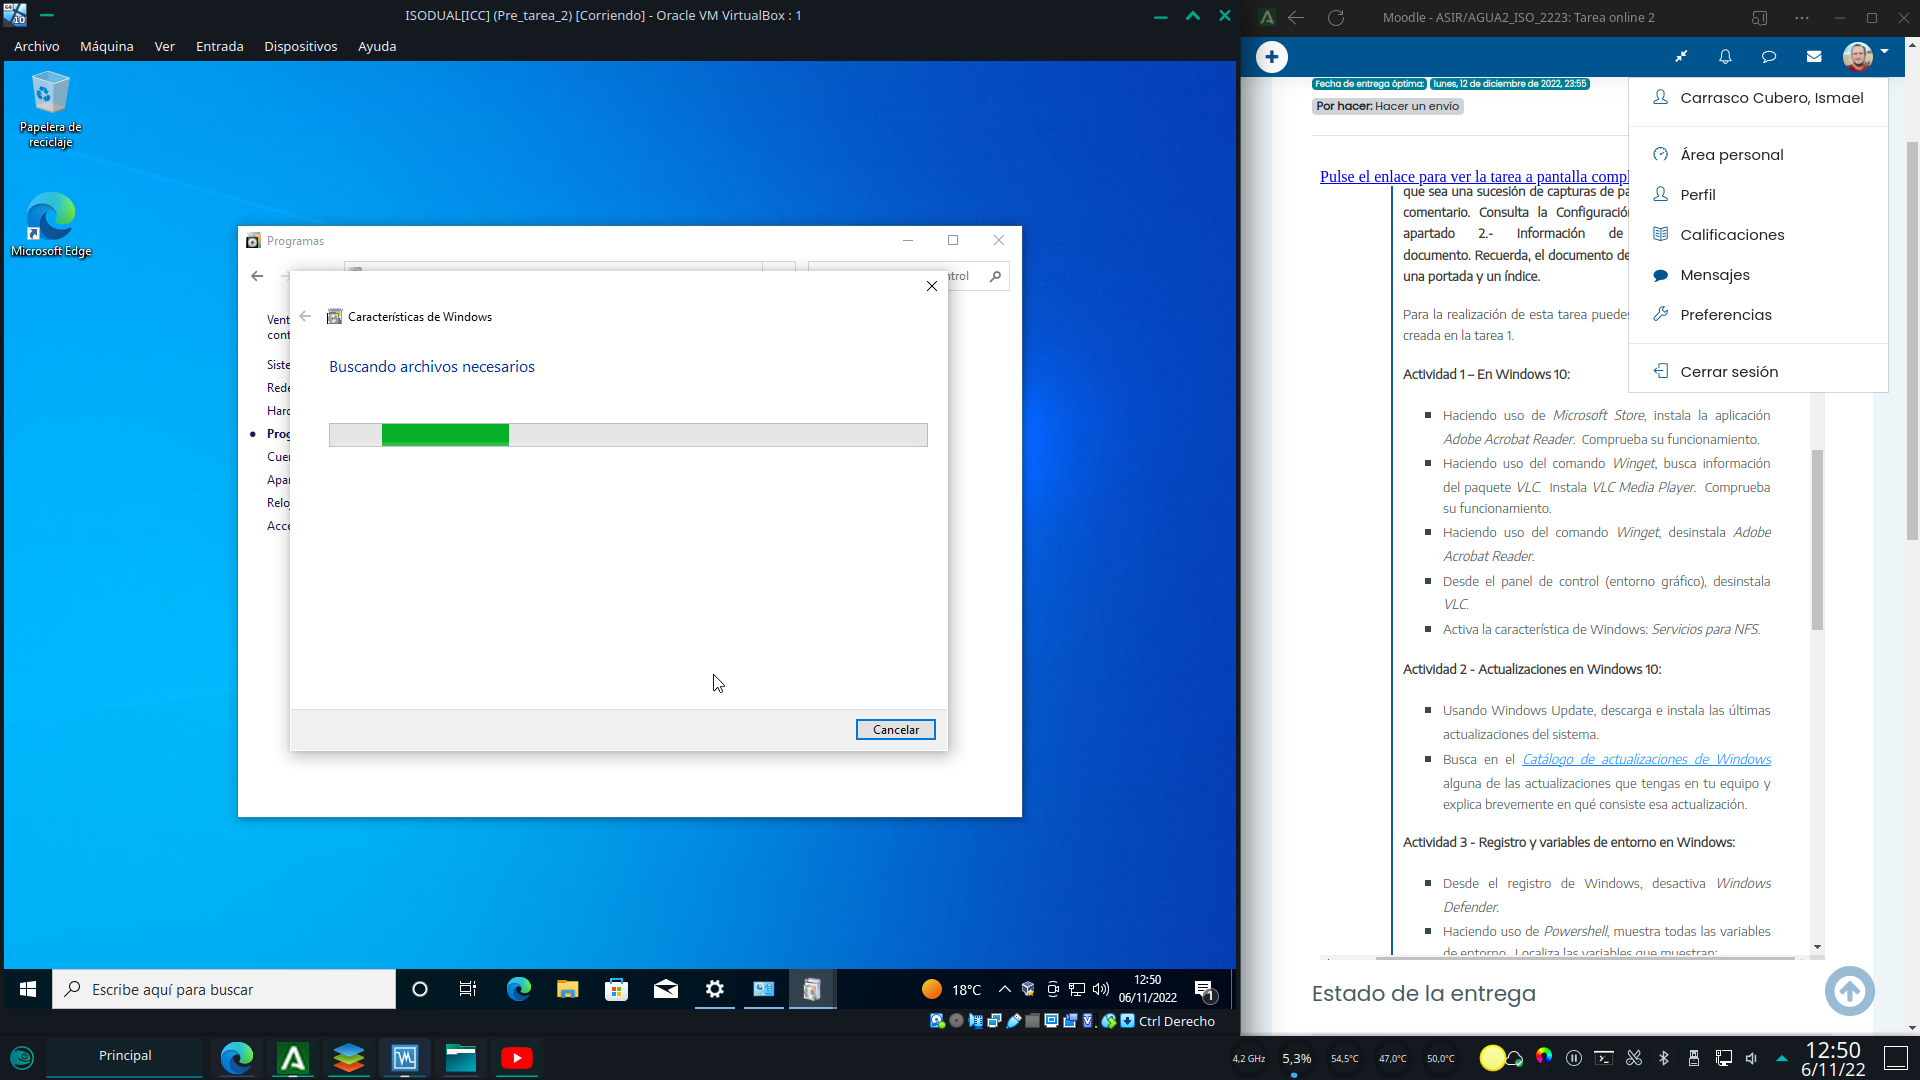 ISODUAL[ICC] (Pre_tarea_2) [Corriendo] - Oracle VM VirtualBox : 1
Archivo Máquina Ver Entrada Dispositivos Ayuda
Papelera de
reciclaje
Microsoft Edge
Programas
ntrol
Características de Windows
Buscando archivos necesarios
Vent
cont
Siste
Rede
Hard
Prog
Cuen
Apar
Reloj
Acce
Cancelar
Escribe aquí para buscar
18°C
12:50
06/11/2022
1
Ctrl Derecho
Moodle - ASIR/AGUA2_ISO_2223: Tarea online 2
Fecha de entrega óptima: lunes, 12 de diciembre de 2022, 23:55
Por hacer: Hacer un envío
Carrasco Cubero, Ismael
Área personal
Perfil
Calificaciones
Mensajes
Preferencias
Cerrar sesión
Pulse el enlace para ver la tarea a pantalla compl
que sea una sucesión de capturas de pa
comentario. Consulta la Configuración
apartado 2.- Información de
documento. Recuerda, el documento de
una portada y un índice.
Para la realización de esta tarea puedes
creada en la tarea 1.
Actividad 1 – En Windows 10:
Haciendo uso de Microsoft Store, instala la aplicación
Adobe Acrobat Reader. Comprueba su funcionamiento.
Haciendo uso del comando Winget, busca información
del paquete VLC. Instala VLC Media Player. Comprueba
su funcionamiento.
Haciendo uso del comando Winget, desinstala Adobe
Acrobat Reader.
Desde el panel de control (entorno gráfico), desinstala
VLC.
Activa la característica de Windows: Servicios para NFS.
Actividad 2 - Actualizaciones en Windows 10:
Usando Windows Update, descarga e instala las últimas
actualizaciones del sistema.
Busca en el Catálogo de actualizaciones de Windows
alguna de las actualizaciones que tengas en tu equipo y
explica brevemente en qué consiste esa actualización.
Actividad 3 - Registro y variables de entorno en Windows:
Desde el registro de Windows, desactiva Windows
Defender.
Haciendo uso de Powershell, muestra todas las variables
de entorno. Localiza las variables que muestran:
Estado de la entrega
Principal
4,2 GHz
5,3%
54,5°C
47,0°C
50,0°C
12:50
6/11/22